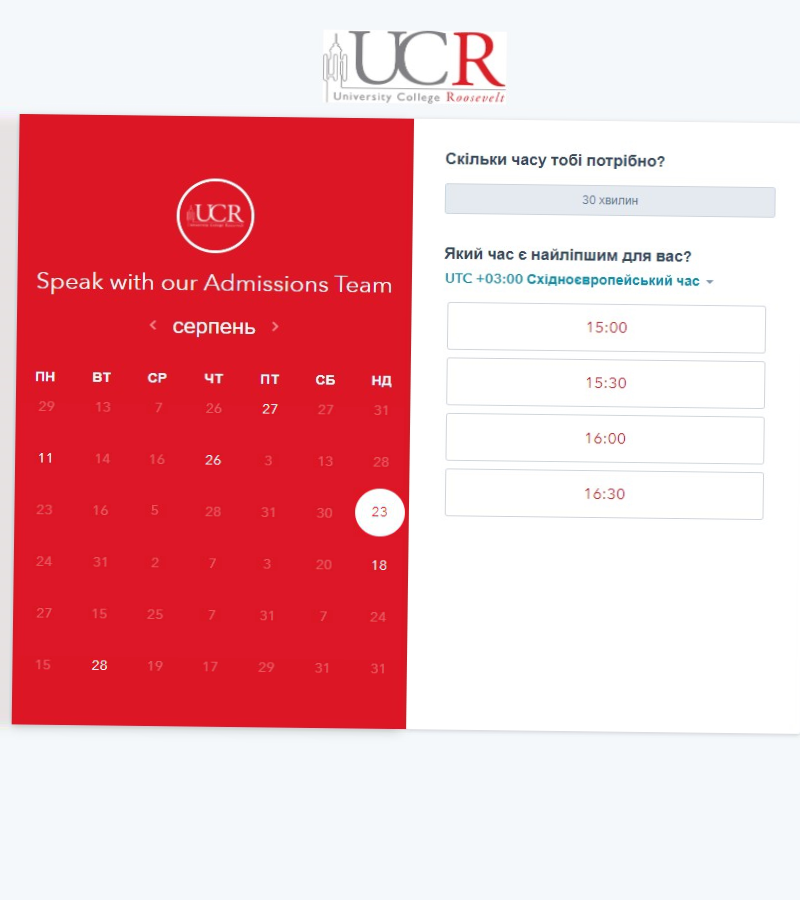 UCR
University College Roosevelt
UCR
University College Roosevelt
Speak with our Admissions Team
серпень
ПН ВТ СР ЧТ ПТ СБ НД
29 13 7 26 27 27 31
11 14 16 26 3 13 28
23 16 5 28 31 30 23
24 31 2 7 3 20 18
27 15 25 7 31 7 24
15 28 19 17 29 31 31
Скільки часу тобі потрібно?
30 хвилин
Який час є найліпшим для вас?
UTC +03:00 Східноєвропейський час
15:00
15:30
16:00
16:30